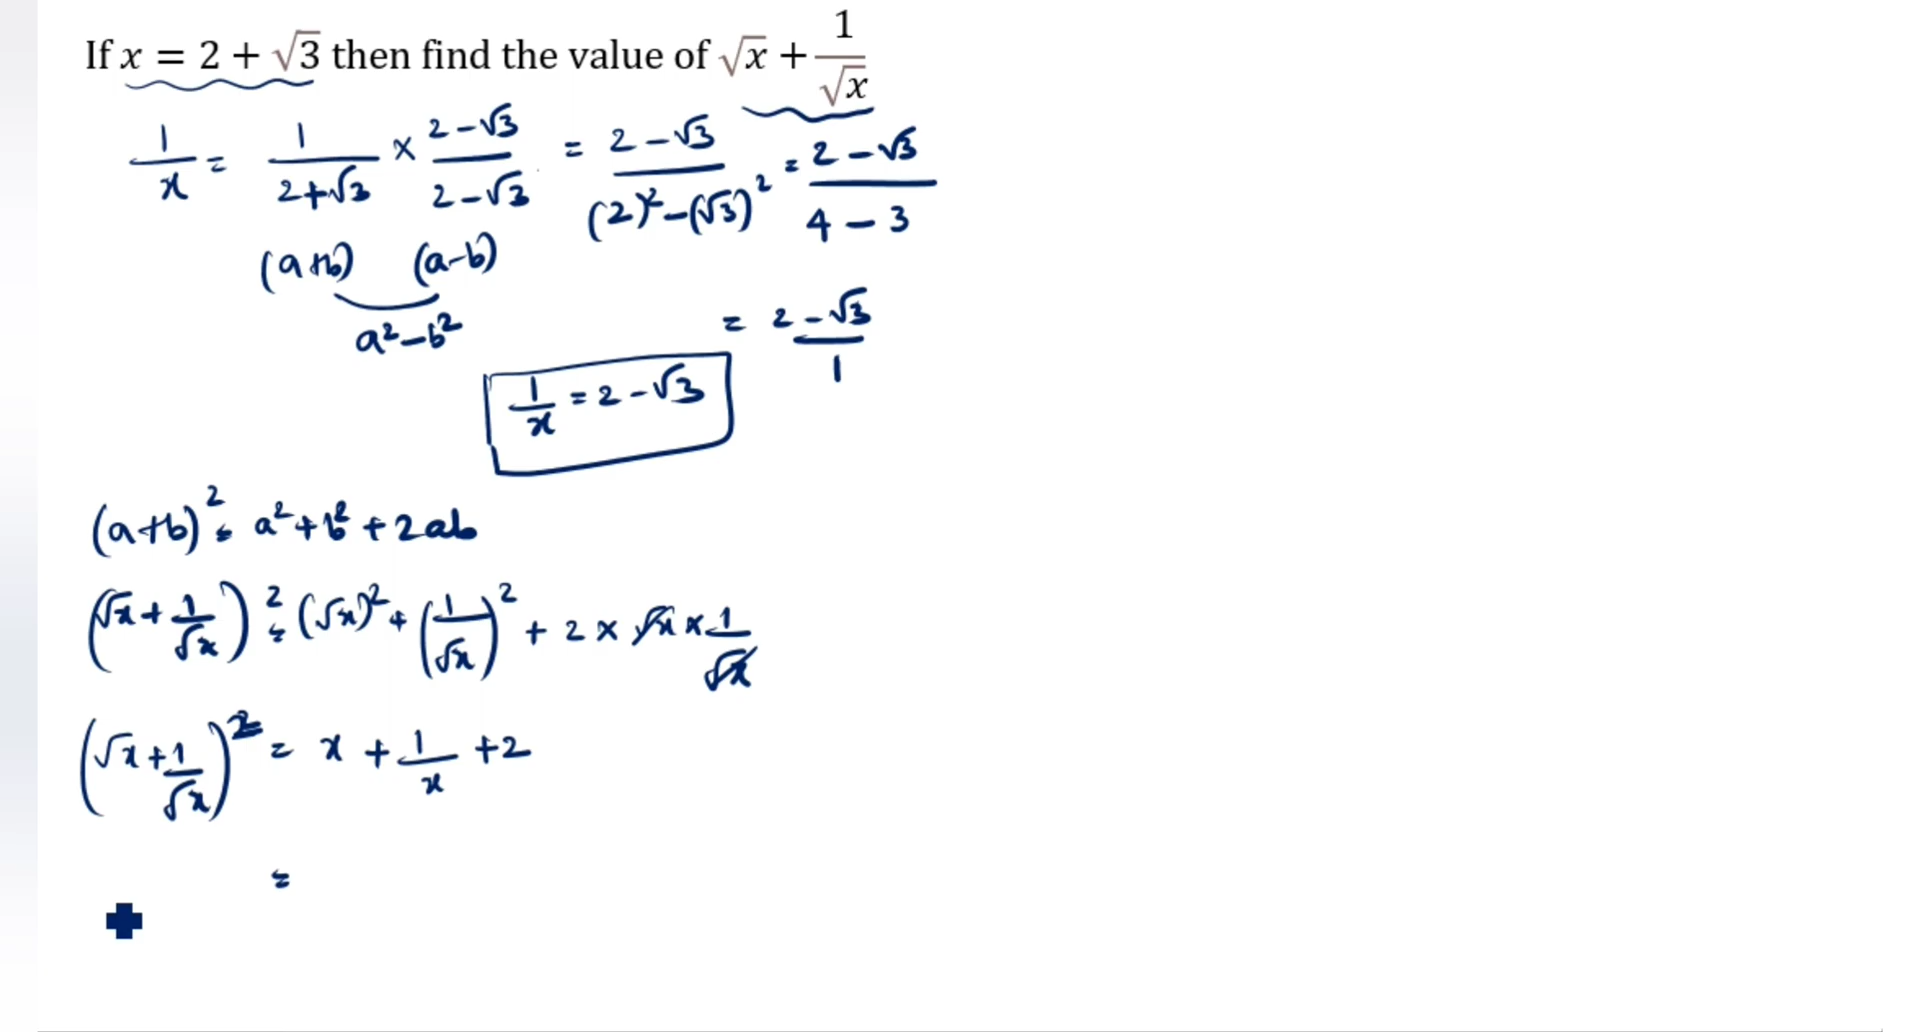 If x = 2 + √3 then find the value of √x + 1/√x
1/x = 1/(2+√3) × (2-√3)/(2-√3) = (2-√3)/((2)²-(√3)²) = (2-√3)/(4-3)
(a+b) (a-b)
a²-b²
= (2-√3)/1
1/x = 2-√3
(a+b)² = a²+b²+2ab
(√x+1/√x)² = (√x)²+(1/√x)²+2×√x×1/√x
(√x+1/√x)² = x+1/x+2
=